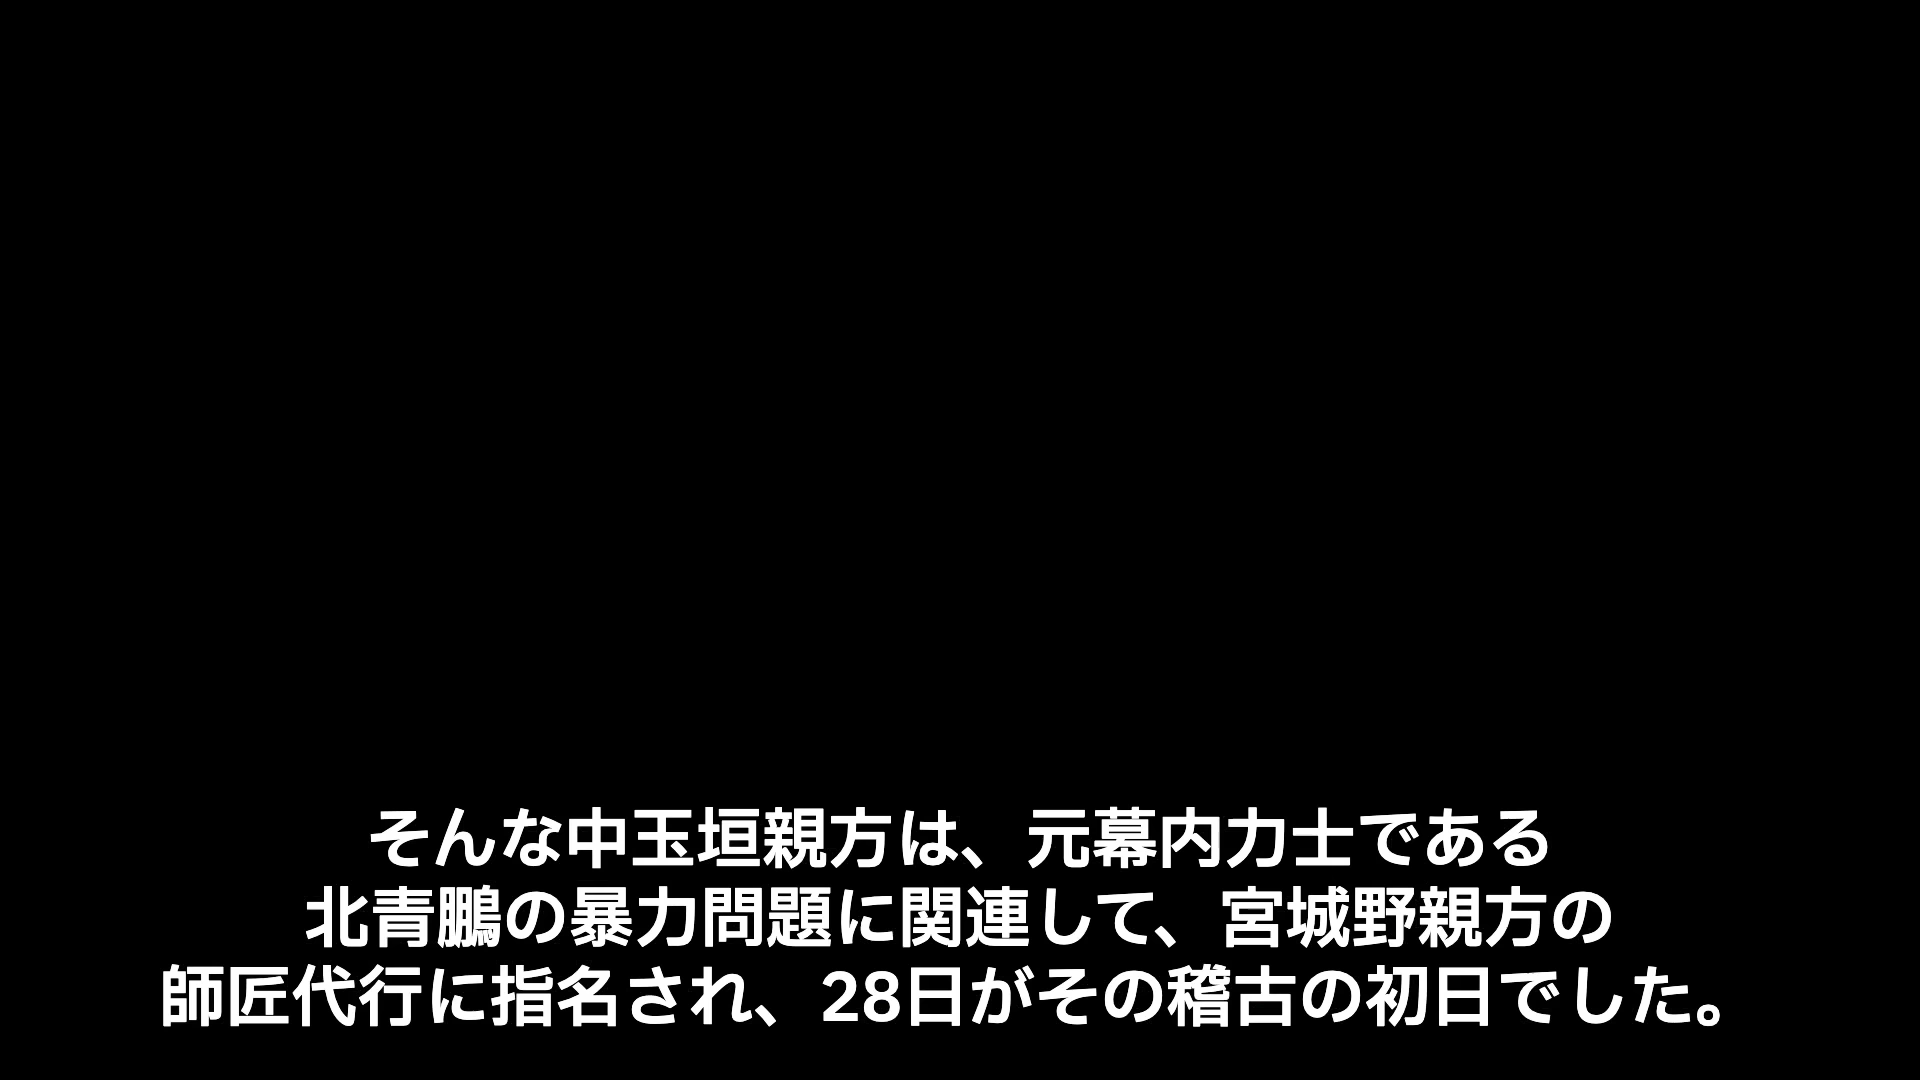 そんな中玉垣親方は、元幕内力士である
北青鵬の暴力問題に関連して、宮城野親方の
師匠代行に指名され、28日がその稽古の初日でした。